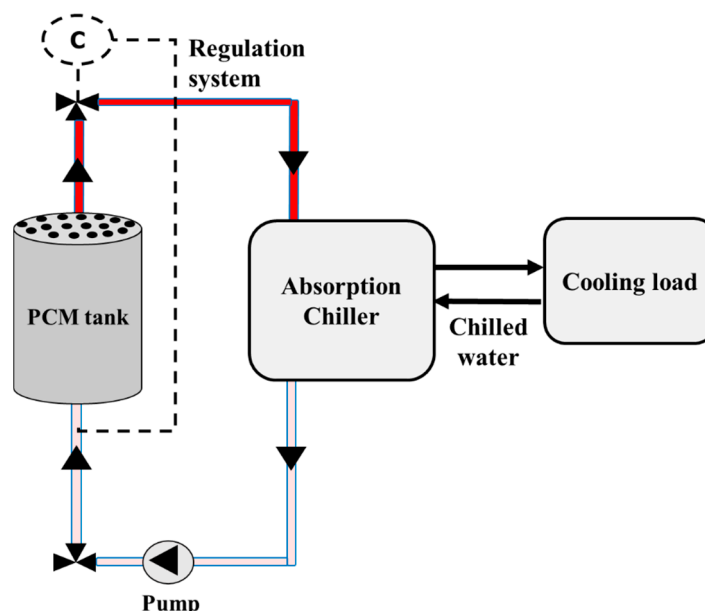 C
Regulation
system
PCM tank
Absorption
Chiller
Cooling load
Chilled
water
Pump